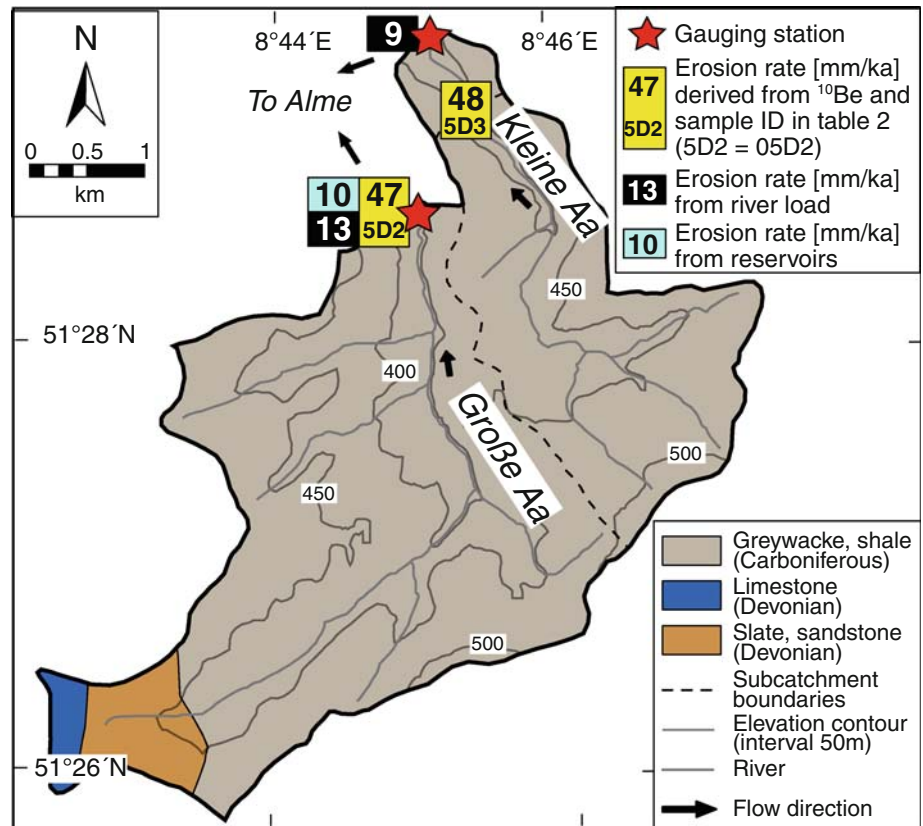 N
0 0.5 1
km
8°44´E
8°46´E
9
To Alme
48
5D3
Kleine Aa
10
13
47
5D2
51°28´N
450
400
Große Aa
500
450
500
51°26´N
Gauging station
47
5D2
Erosion rate [mm/ka]
derived from ¹⁰Be and
sample ID in table 2
(5D2 = 05D2)
13
Erosion rate [mm/ka]
from river load
10
Erosion rate [mm/ka]
from reservoirs
Greywacke, shale
(Carboniferous)
Limestone
(Devonian)
Slate, sandstone
(Devonian)
Subcatchment
boundaries
Elevation contour
(interval 50m)
River
Flow direction